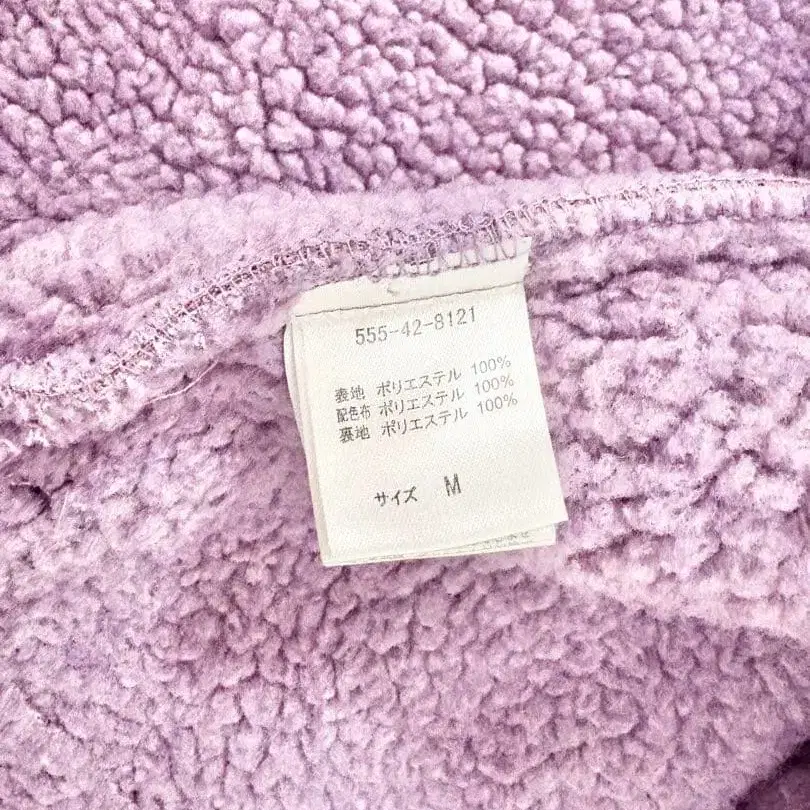 555-42-8121
表地 ポリエステル 100%
配色布 ポリエステル 100%
裏地 ポリエステル 100%
サイズ M